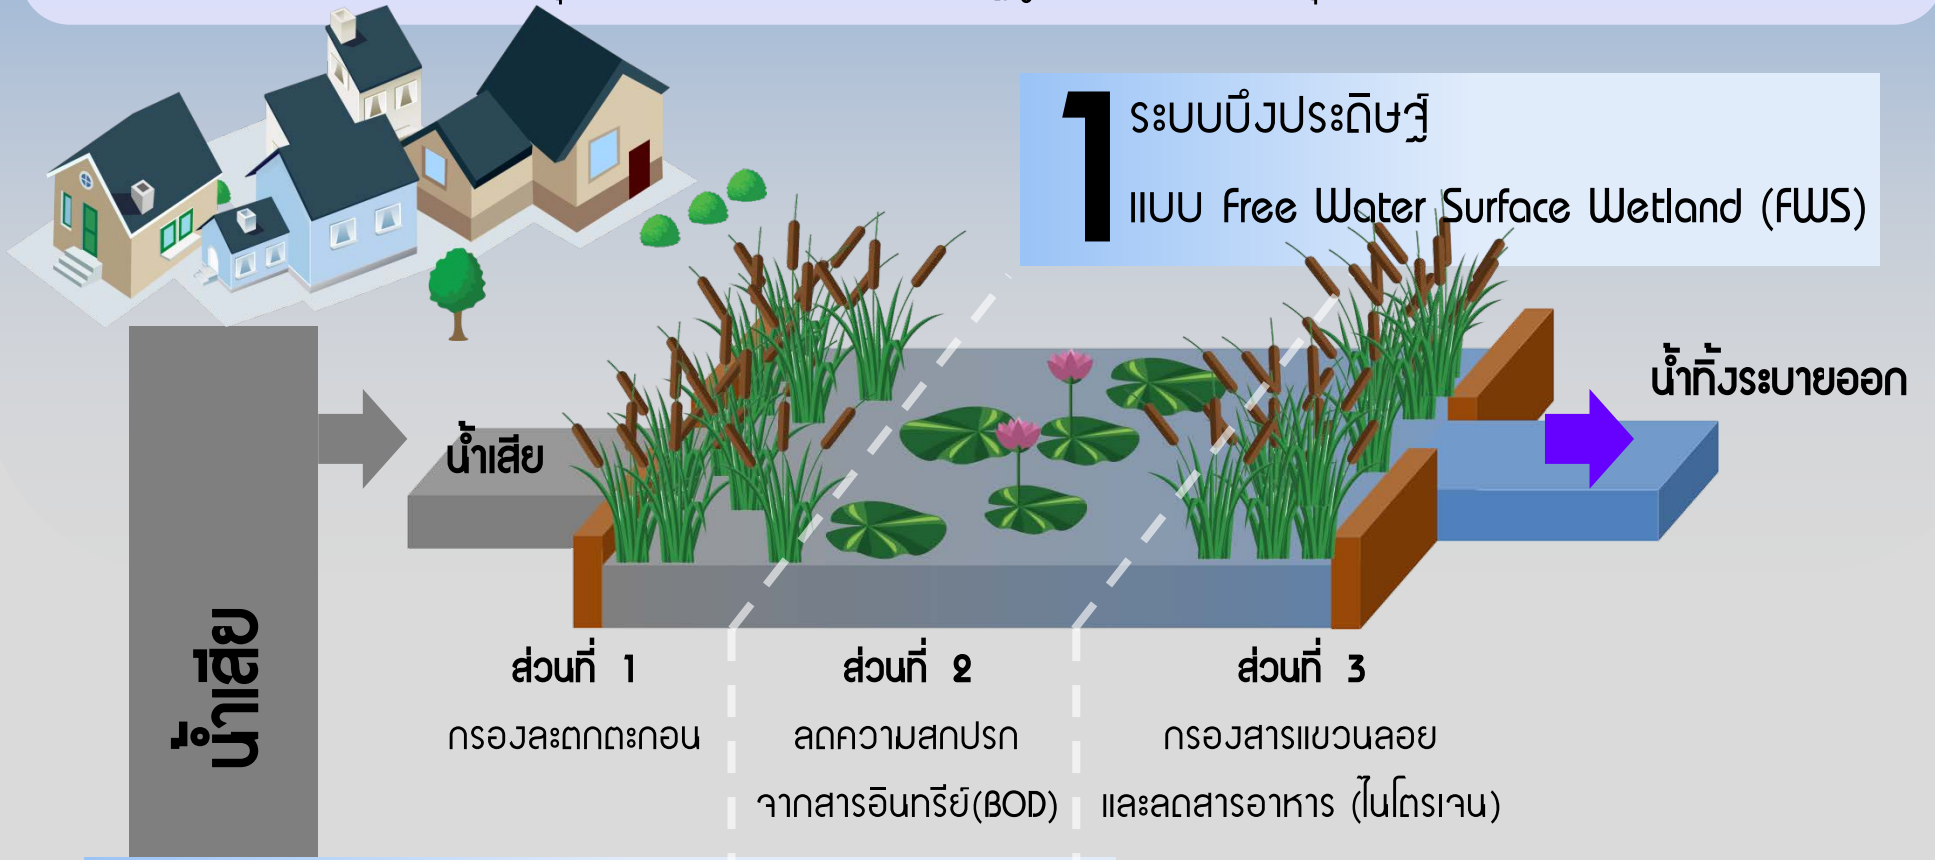 1
ระบบบึงประดิษฐ์
แบบ Free Water Surface Wetland (FWS)
น้ำทิ้งระบายออก
น้ำเสีย
น้ำเสีย
ส่วนที่ 1
กรองละตกตะกอน
ส่วนที่ 2
ลดความสกปรก
จากสารอินทรีย์(BOD)
ส่วนที่ 3
กรองสารแขวนลอย
และลดสารอาหาร (ไนโตรเจน)